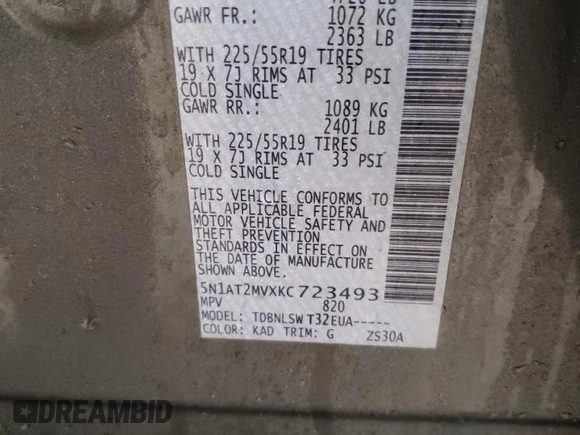 GAWR FR.: 1072 KG
2363 LB
WITH 225/55R19 TIRES
19 X 7J RIMS AT 33 PSI
COLD SINGLE
GAWR RR.: 1089 KG
2401 LB
WITH 225/55R19 TIRES
19 X 7J RIMS AT 33 PSI
COLD SINGLE
THIS VEHICLE CONFORMS TO
ALL APPLICABLE FEDERAL
MOTOR VEHICLE SAFETY AND
THEFT PREVENTION
STANDARDS IN EFFECT ON
THE DATE OF MANUFACTURE
SHOWN ABOVE.
5N1AT2MVXKC723493
MPV 820
MODEL: TDBNLSW T32EUA-----
COLOR: KAD TRIM: G ZS30A
DREAMBID